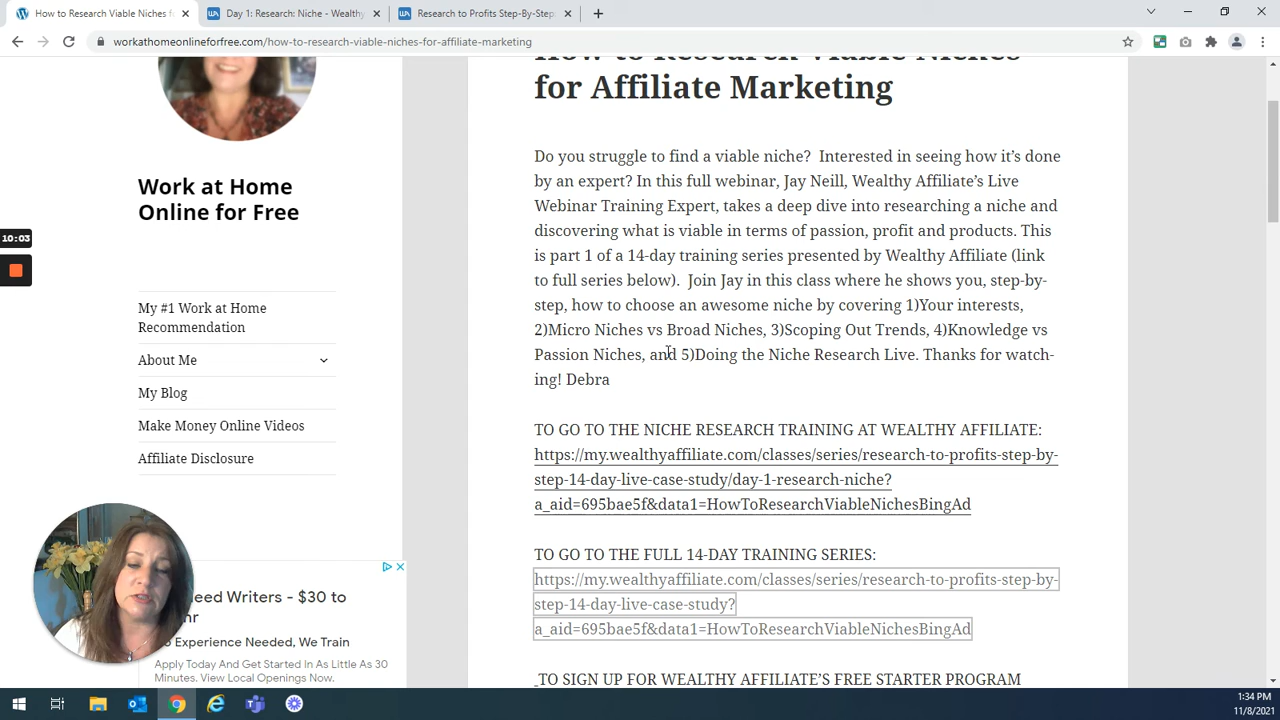 How to Research Viable Niches f
Day 1: Research: Niche - Wealthy
Research to Profits Step-By-Step
workathomeonlineforfree.com/how-to-research-viable-niches-for-affiliate-marketing
How to Research Viable Niches
for Affiliate Marketing
Work at Home
Online for Free
10:03
My #1 Work at Home
Recommendation
About Me
My Blog
Make Money Online Videos
Affiliate Disclosure
Do you struggle to find a viable niche?  Interested in seeing how it's done
by an expert? In this full webinar, Jay Neill, Wealthy Affiliate's Live
Webinar Training Expert, takes a deep dive into researching a niche and
discovering what is viable in terms of passion, profit and products. This
is part 1 of a 14-day training series presented by Wealthy Affiliate (link
to full series below).  Join Jay in this class where he shows you, step-by-
step, how to choose an awesome niche by covering 1)Your interests,
2)Micro Niches vs Broad Niches, 3)Scoping Out Trends, 4)Knowledge vs
Passion Niches, and 5)Doing the Niche Research Live. Thanks for watch-
ing! Debra
TO GO TO THE NICHE RESEARCH TRAINING AT WEALTHY AFFILIATE:
https://my.wealthyaffiliate.com/classes/series/research-to-profits-step-by-
step-14-day-live-case-study/day-1-research-niche?
a_aid=695bae5f&data1=HowToResearchViableNichesBingAd
TO GO TO THE FULL 14-DAY TRAINING SERIES:
https://my.wealthyaffiliate.com/classes/series/research-to-profits-step-by-
step-14-day-live-case-study?
a_aid=695bae5f&data1=HowToResearchViableNichesBingAd
TO SIGN UP FOR WEALTHY AFFILIATE'S FREE STARTER PROGRAM
eed Writers - $30 to
hr
Experience Needed, We Train
Apply Today And Get Started In As Little As 30
Minutes. View Local Openings Now.
1:34 PM
11/8/2021